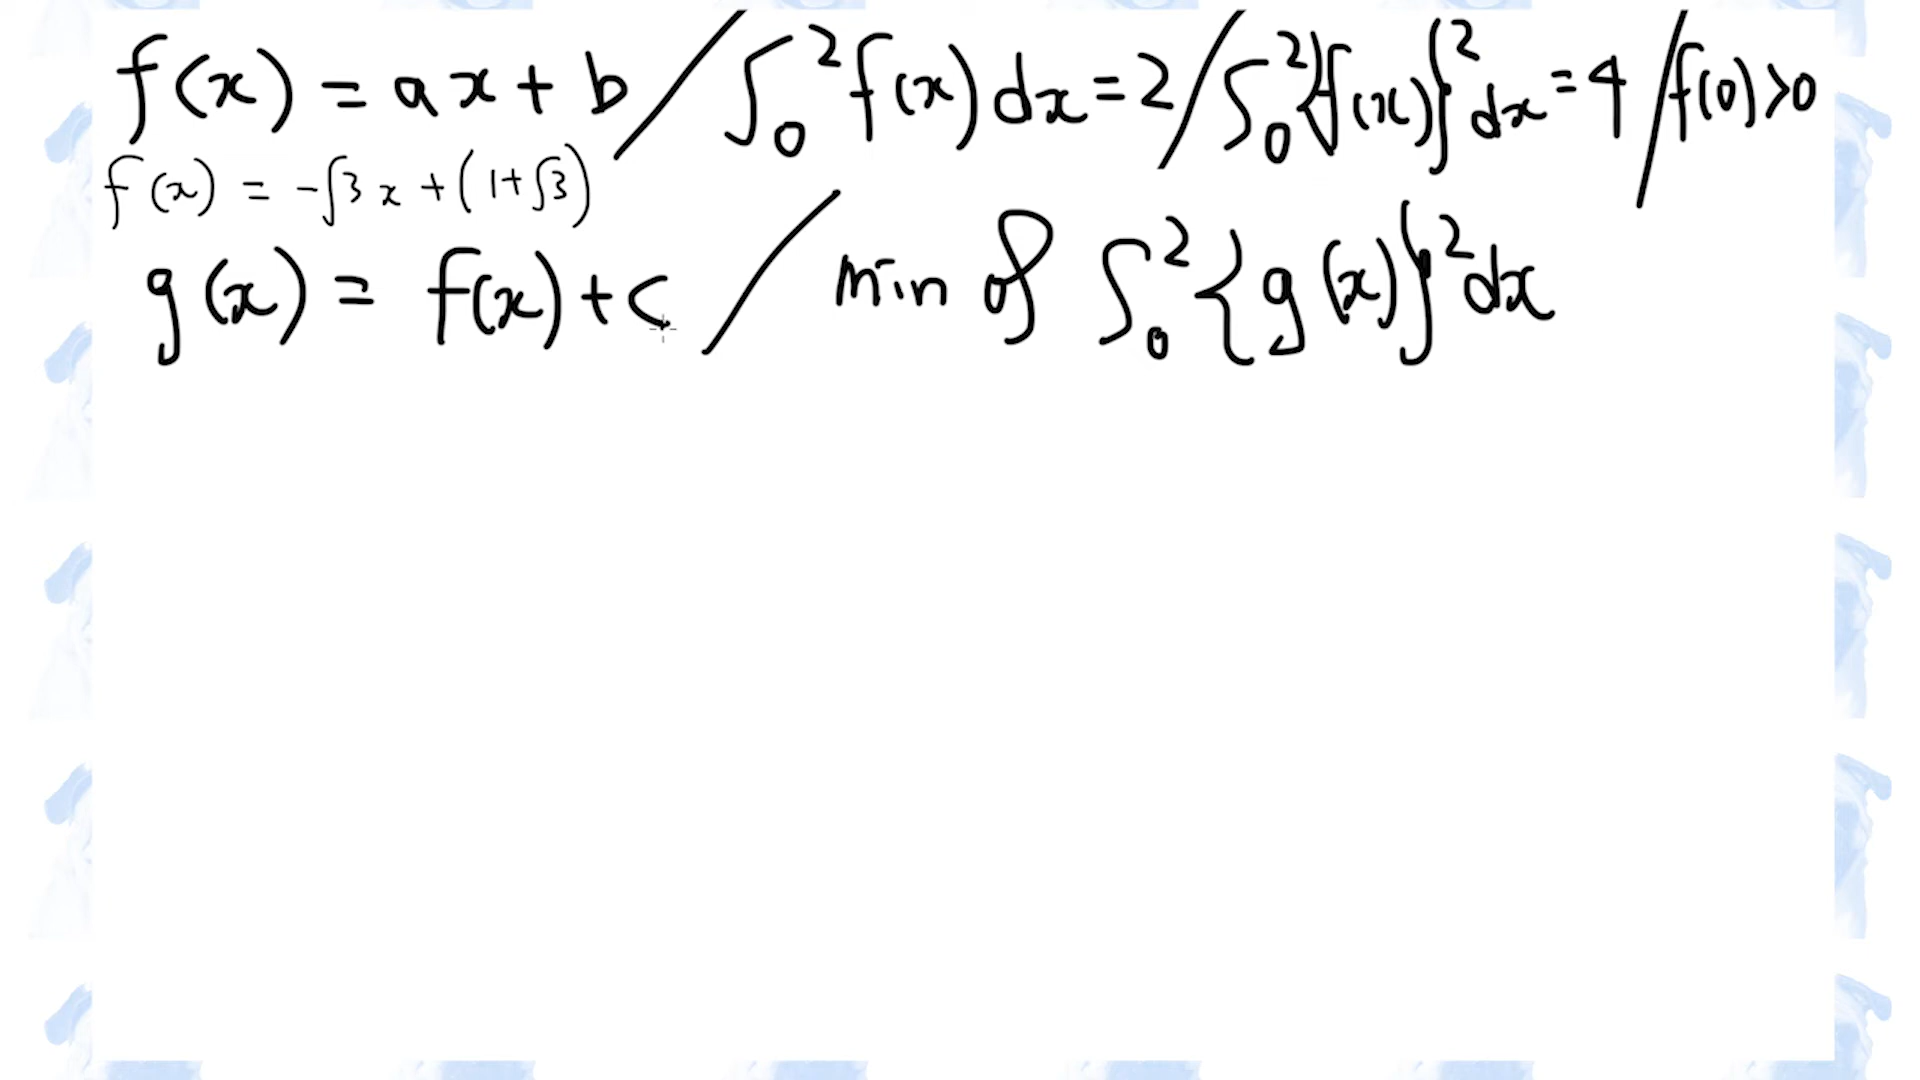 f(x) = ax + b / ∫₀² f(x) dx = 2 / ∫₀² {f(x)}² dx = 4 / f(0) > 0
f(x) = -√3 x + (1+√3)
g(x) = f(x) + c / min of ∫₀² {g(x)}² dx